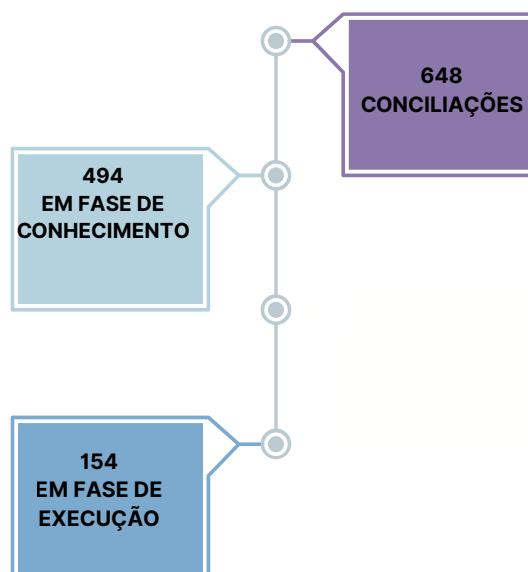 648
CONCILIAÇÕES
494
EM FASE DE
CONHECIMENTO
154
EM FASE DE
EXECUÇÃO